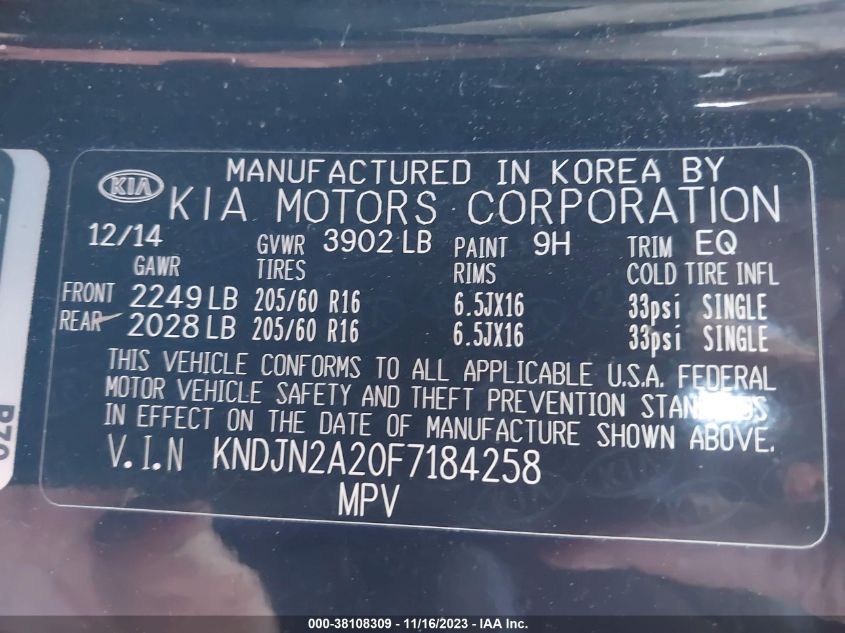 MANUFACTURED IN KOREA BY
KIA KIA MOTORS CORPORATION
12/14 GVWR 3902 LB PAINT 9H TRIM EQ
GAWR TIRES RIMS COLD TIRE INFL
FRONT 2249 LB 205/60 R16 6.5JX16 33psi SINGLE
REAR 2028 LB 205/60 R16 6.5JX16 33psi SINGLE
THIS VEHICLE CONFORMS TO ALL APPLICABLE U.S.A. FEDERAL
MOTOR VEHICLE SAFETY AND THEFT PREVENTION STANDARDS
IN EFFECT ON THE DATE OF MANUFACTURE SHOWN ABOVE.
V.I.N KNDJN2A20F7184258
MPV
000-38108309 - 11/16/2023 - CUSTOMER: